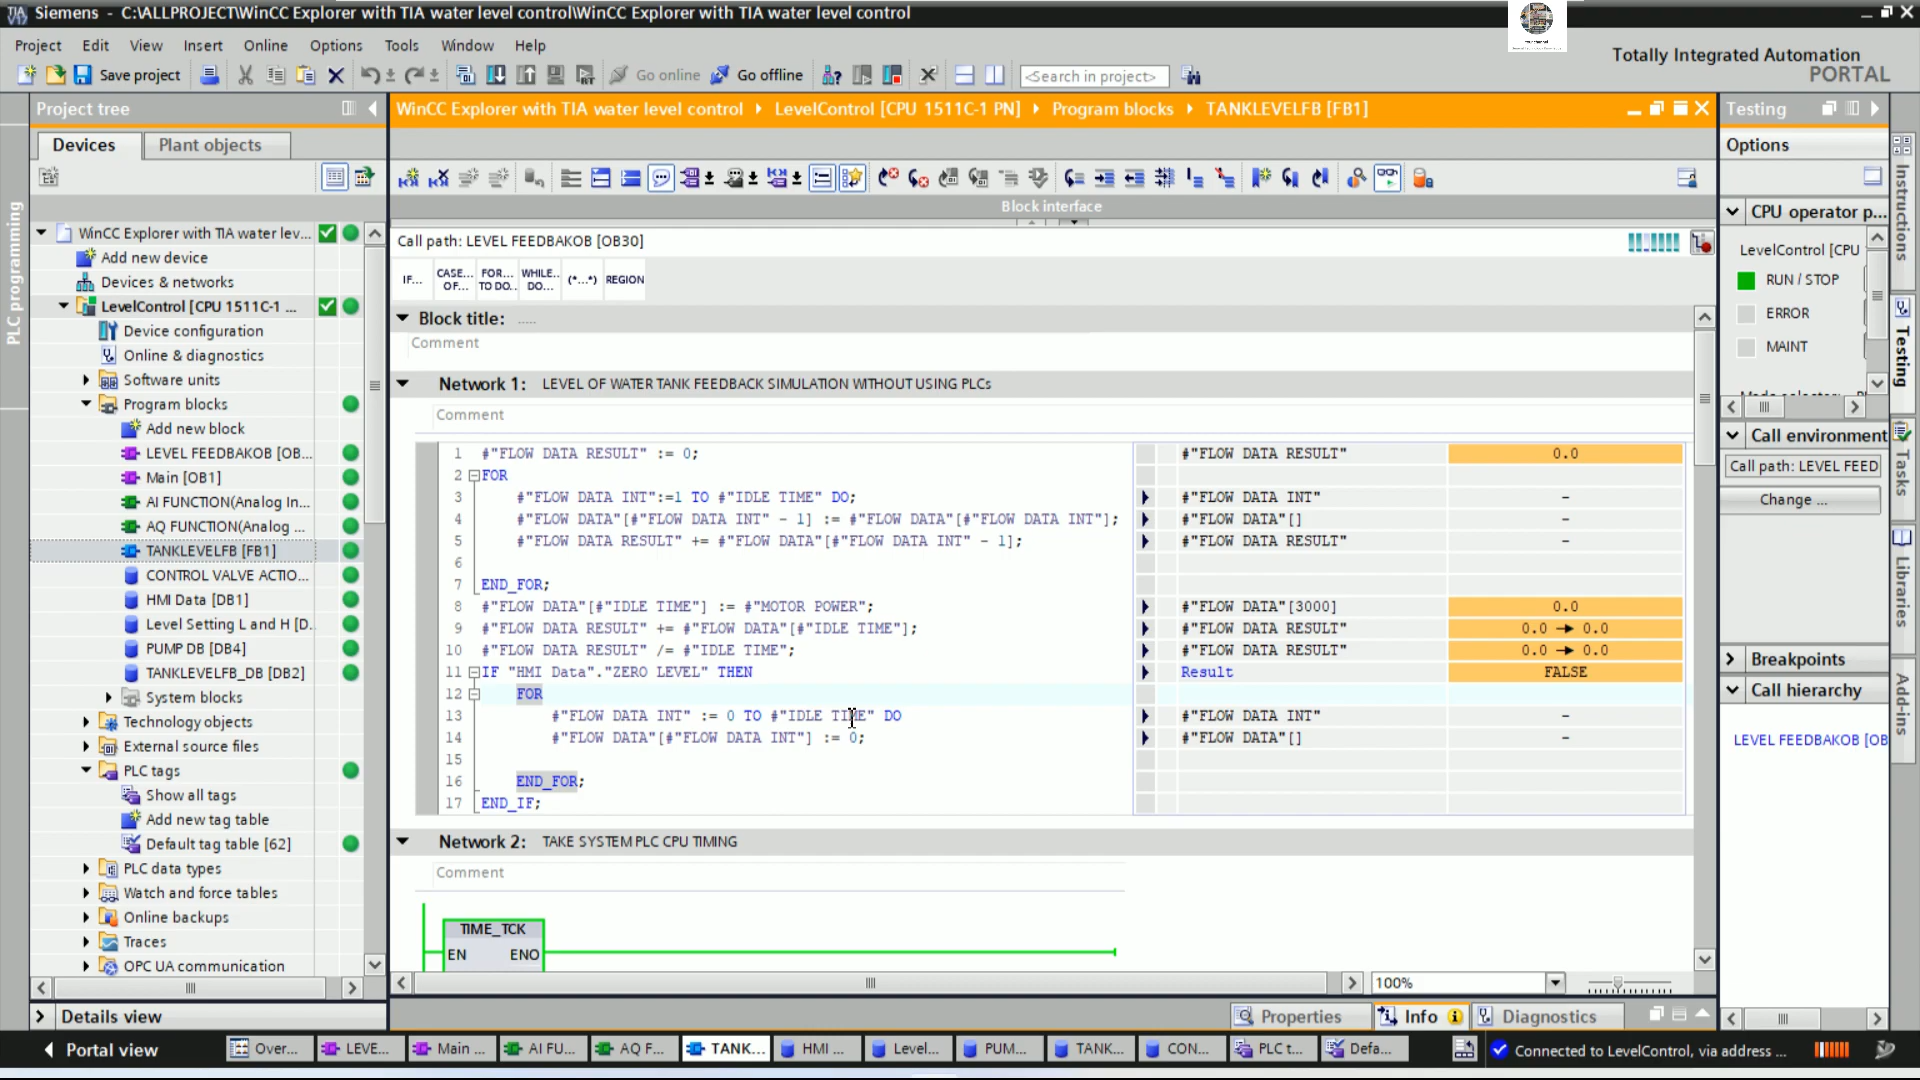 Siemens - C:\ALLPROJECT\WinCC Explorer with TIA water level control\WinCC Explorer with TIA water level control
Project Edit View Insert Online Options Tools Window Help
Totally Integrated Automation
PORTAL
Save project
Go online
Go offline
<Search in project>
Project tree
WinCC Explorer with TIA water level control
LevelControl [CPU 1511C-1 PN]
Program blocks
TANKLEVELFB [FB1]
Testing
Devices
Plant objects
Options
Block interface
PLC programming
WinCC Explorer with TIA water lev...
Add new device
Devices & networks
LevelControl [CPU 1511C-1 ...
Device configuration
Online & diagnostics
Software units
Program blocks
Add new block
LEVEL FEEDBAKOB [OB...
Main [OB1]
AI FUNCTION(Analog In...
AQ FUNCTION(Analog ...
TANKLEVELFB [FB1]
CONTROL VALVE ACTIO...
HMI Data [DB1]
Level Setting L and H [D...
PUMP DB [DB4]
TANKLEVELFB_DB [DB2]
System blocks
Technology objects
External source files
PLC tags
Show all tags
Add new tag table
Default tag table [62]
PLC data types
Watch and force tables
Online backups
Traces
OPC UA communication
Details view
Call path: LEVEL FEEDBAKOB [OB30]
IF...
CASE... OF...
FOR... TO DO..
WHILE.. DO...
(*...*)
REGION
Block title: .....
Comment
Network 1: LEVEL OF WATER TANK FEEDBACK SIMULATION WITHOUT USING PLCs
Comment
1 #"FLOW DATA RESULT" := 0;
2 FOR
3 #"FLOW DATA INT":=1 TO #"IDLE TIME" DO;
4 #"FLOW DATA"[#"FLOW DATA INT" - 1] := #"FLOW DATA"[#"FLOW DATA INT"];
5 #"FLOW DATA RESULT" += #"FLOW DATA"[#"FLOW DATA INT" - 1];
6
7 END_FOR;
8 #"FLOW DATA"[#"IDLE TIME"] := #"MOTOR POWER";
9 #"FLOW DATA RESULT" += #"FLOW DATA"[#"IDLE TIME"];
10 #"FLOW DATA RESULT" /= #"IDLE TIME";
11 IF "HMI Data"."ZERO LEVEL" THEN
12 FOR
13 #"FLOW DATA INT" := 0 TO #"IDLE TIME" DO
14 #"FLOW DATA"[#"FLOW DATA INT"] := 0;
15
16 END_FOR;
17 END_IF;
#"FLOW DATA RESULT" 0.0
#"FLOW DATA INT" -
#"FLOW DATA"[] -
#"FLOW DATA RESULT" -
#"FLOW DATA"[3000] 0.0
#"FLOW DATA RESULT" 0.0 → 0.0
#"FLOW DATA RESULT" 0.0 → 0.0
Result FALSE
#"FLOW DATA INT" -
#"FLOW DATA"[] -
Network 2: TAKE SYSTEM PLC CPU TIMING
Comment
TIME_TCK
EN ENO
100%
Properties
Info
Diagnostics
CPU operator p...
LevelControl [CPU
RUN / STOP
ERROR
MAINT
Call environment
Call path: LEVEL FEED
Change ...
Breakpoints
Call hierarchy
LEVEL FEEDBAKOB [OB
Instructions
Testing
Tasks
Libraries
Add-ins
Portal view
Over...
LEVE...
Main ...
AI FU...
AQ F...
TANK...
HMI ...
Level...
PUM...
TANK...
CON...
PLC t...
Defa...
Connected to LevelControl, via address ...